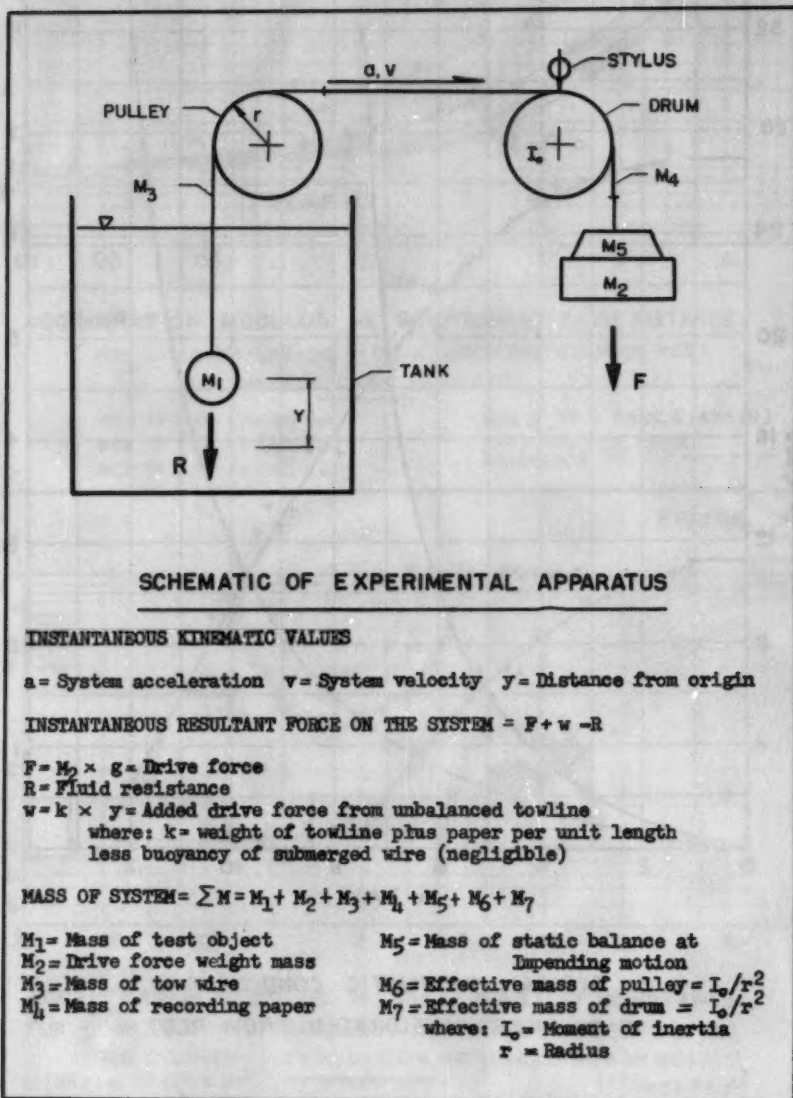 STYLUS
a, v
PULLEY
r
DRUM
I₀
M₃
M₄
M₅
M₂
TANK
M₁
Y
F
R
SCHEMATIC OF EXPERIMENTAL APPARATUS
INSTANTANEOUS KINEMATIC VALUES
a = System acceleration v = System velocity y = Distance from origin
INSTANTANEOUS RESULTANT FORCE ON THE SYSTEM = F + w - R
F = M₂ × g = Drive force
R = Fluid resistance
w = k × y = Added drive force from unbalanced towline
where: k = weight of towline plus paper per unit length
less buoyancy of submerged wire (negligible)
MASS OF SYSTEM = ∑M = M₁ + M₂ + M₃ + M₄ + M₅ + M₆ + M₇
M₁ = Mass of test object
M₂ = Drive force weight mass
M₃ = Mass of tow wire
M₄ = Mass of recording paper
M₅ = Mass of static balance at
Impending motion
M₆ = Effective mass of pulley = I₀/r²
M₇ = Effective mass of drum = I₀/r²
where: I₀ = Moment of inertia
r = Radius